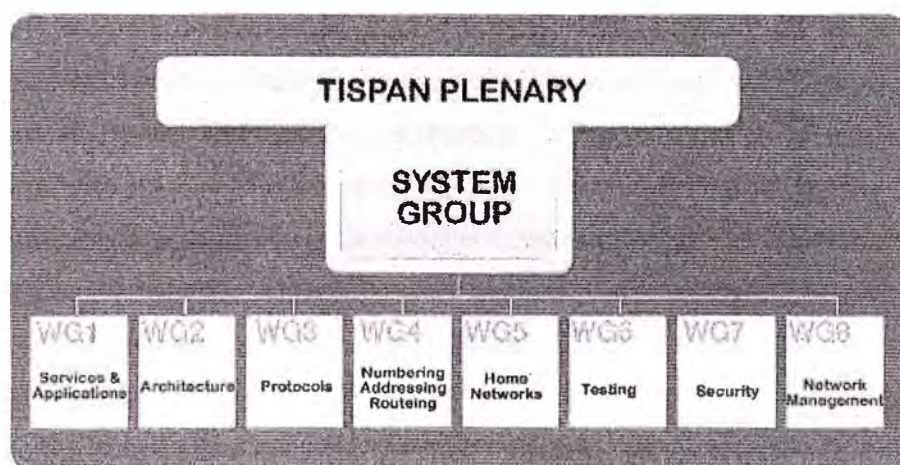 TISPAN PLENARY
SYSTEM
GROUP
WG1
Services &
Applications
WG2
Architecture
WG3
Protocols
WG4
Numbering
Addressing
Routeing
WG5
Home
Networks
WG6
Testing
WG7
Security
WG8
Network
Management